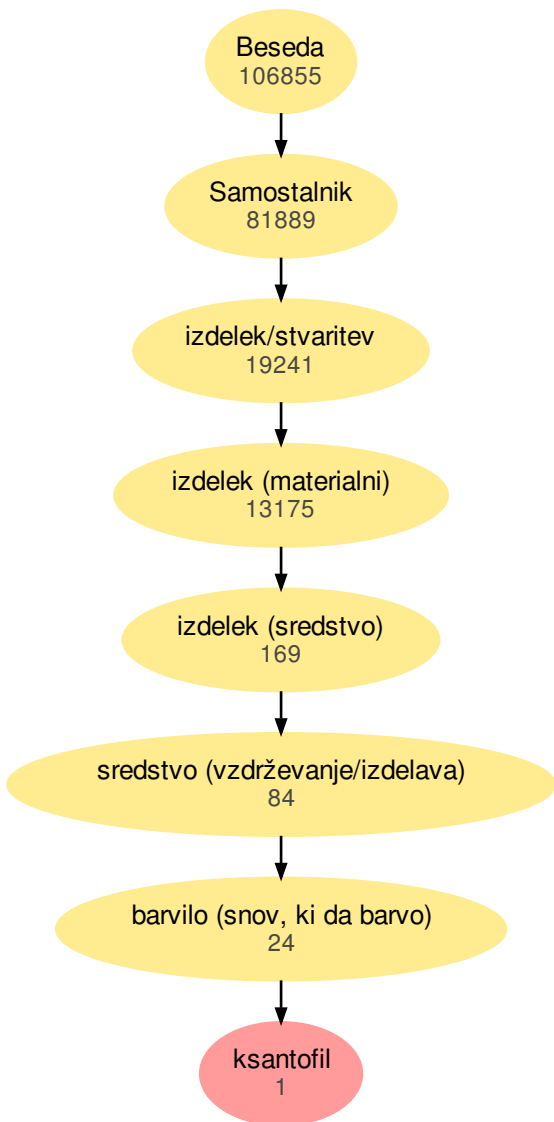 Beseda
106855
Samostalnik
81889
izdelek/stvaritev
19241
izdelek (materialni)
13175
izdelek (sredstvo)
169
sredstvo (vzdrževanje/izdelava)
84
barvilo (snov, ki da barvo)
24
ksantofil
1